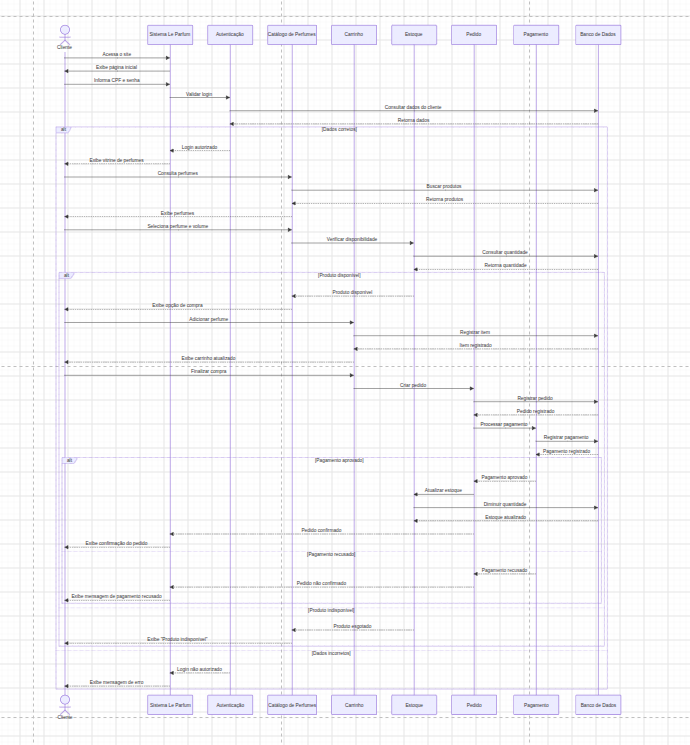 Sistema Le Parfum
Autenticação
Catálogo de Perfumes
Carrinho
Estoque
Pedido
Pagamento
Banco de Dados
Cliente
Acessa o site
Exibe página inicial
Informa CPF e senha
Validar login
Consultar dados do cliente
Retorna dados
alt
[Dados corretos]
Login autorizado
Exibe vitrine de perfumes
Consulta perfumes
Buscar produtos
Retorna produtos
Exibe perfumes
Seleciona perfume e volume
Verificar disponibilidade
Consultar quantidade
Retorna quantidade
alt
[Produto disponível]
Produto disponível
Exibe opção de compra
Adicionar perfume
Registrar item
Item registrado
Exibe carrinho atualizado
Finalizar compra
Criar pedido
Registrar pedido
Pedido registrado
Processar pagamento
Registrar pagamento
Pagamento registrado
alt
[Pagamento aprovado]
Pagamento aprovado
Atualizar estoque
Diminuir quantidade
Estoque atualizado
Pedido confirmado
Exibe confirmação do pedido
[Pagamento recusado]
Pagamento recusado
Pedido não confirmado
Exibe mensagem de pagamento recusado
[Produto indisponível]
Produto esgotado
Exibe "Produto indisponível"
[Dados incorretos]
Login não autorizado
Exibe mensagem de erro
Sistema Le Parfum
Autenticação
Catálogo de Perfumes
Carrinho
Estoque
Pedido
Pagamento
Banco de Dados
Cliente